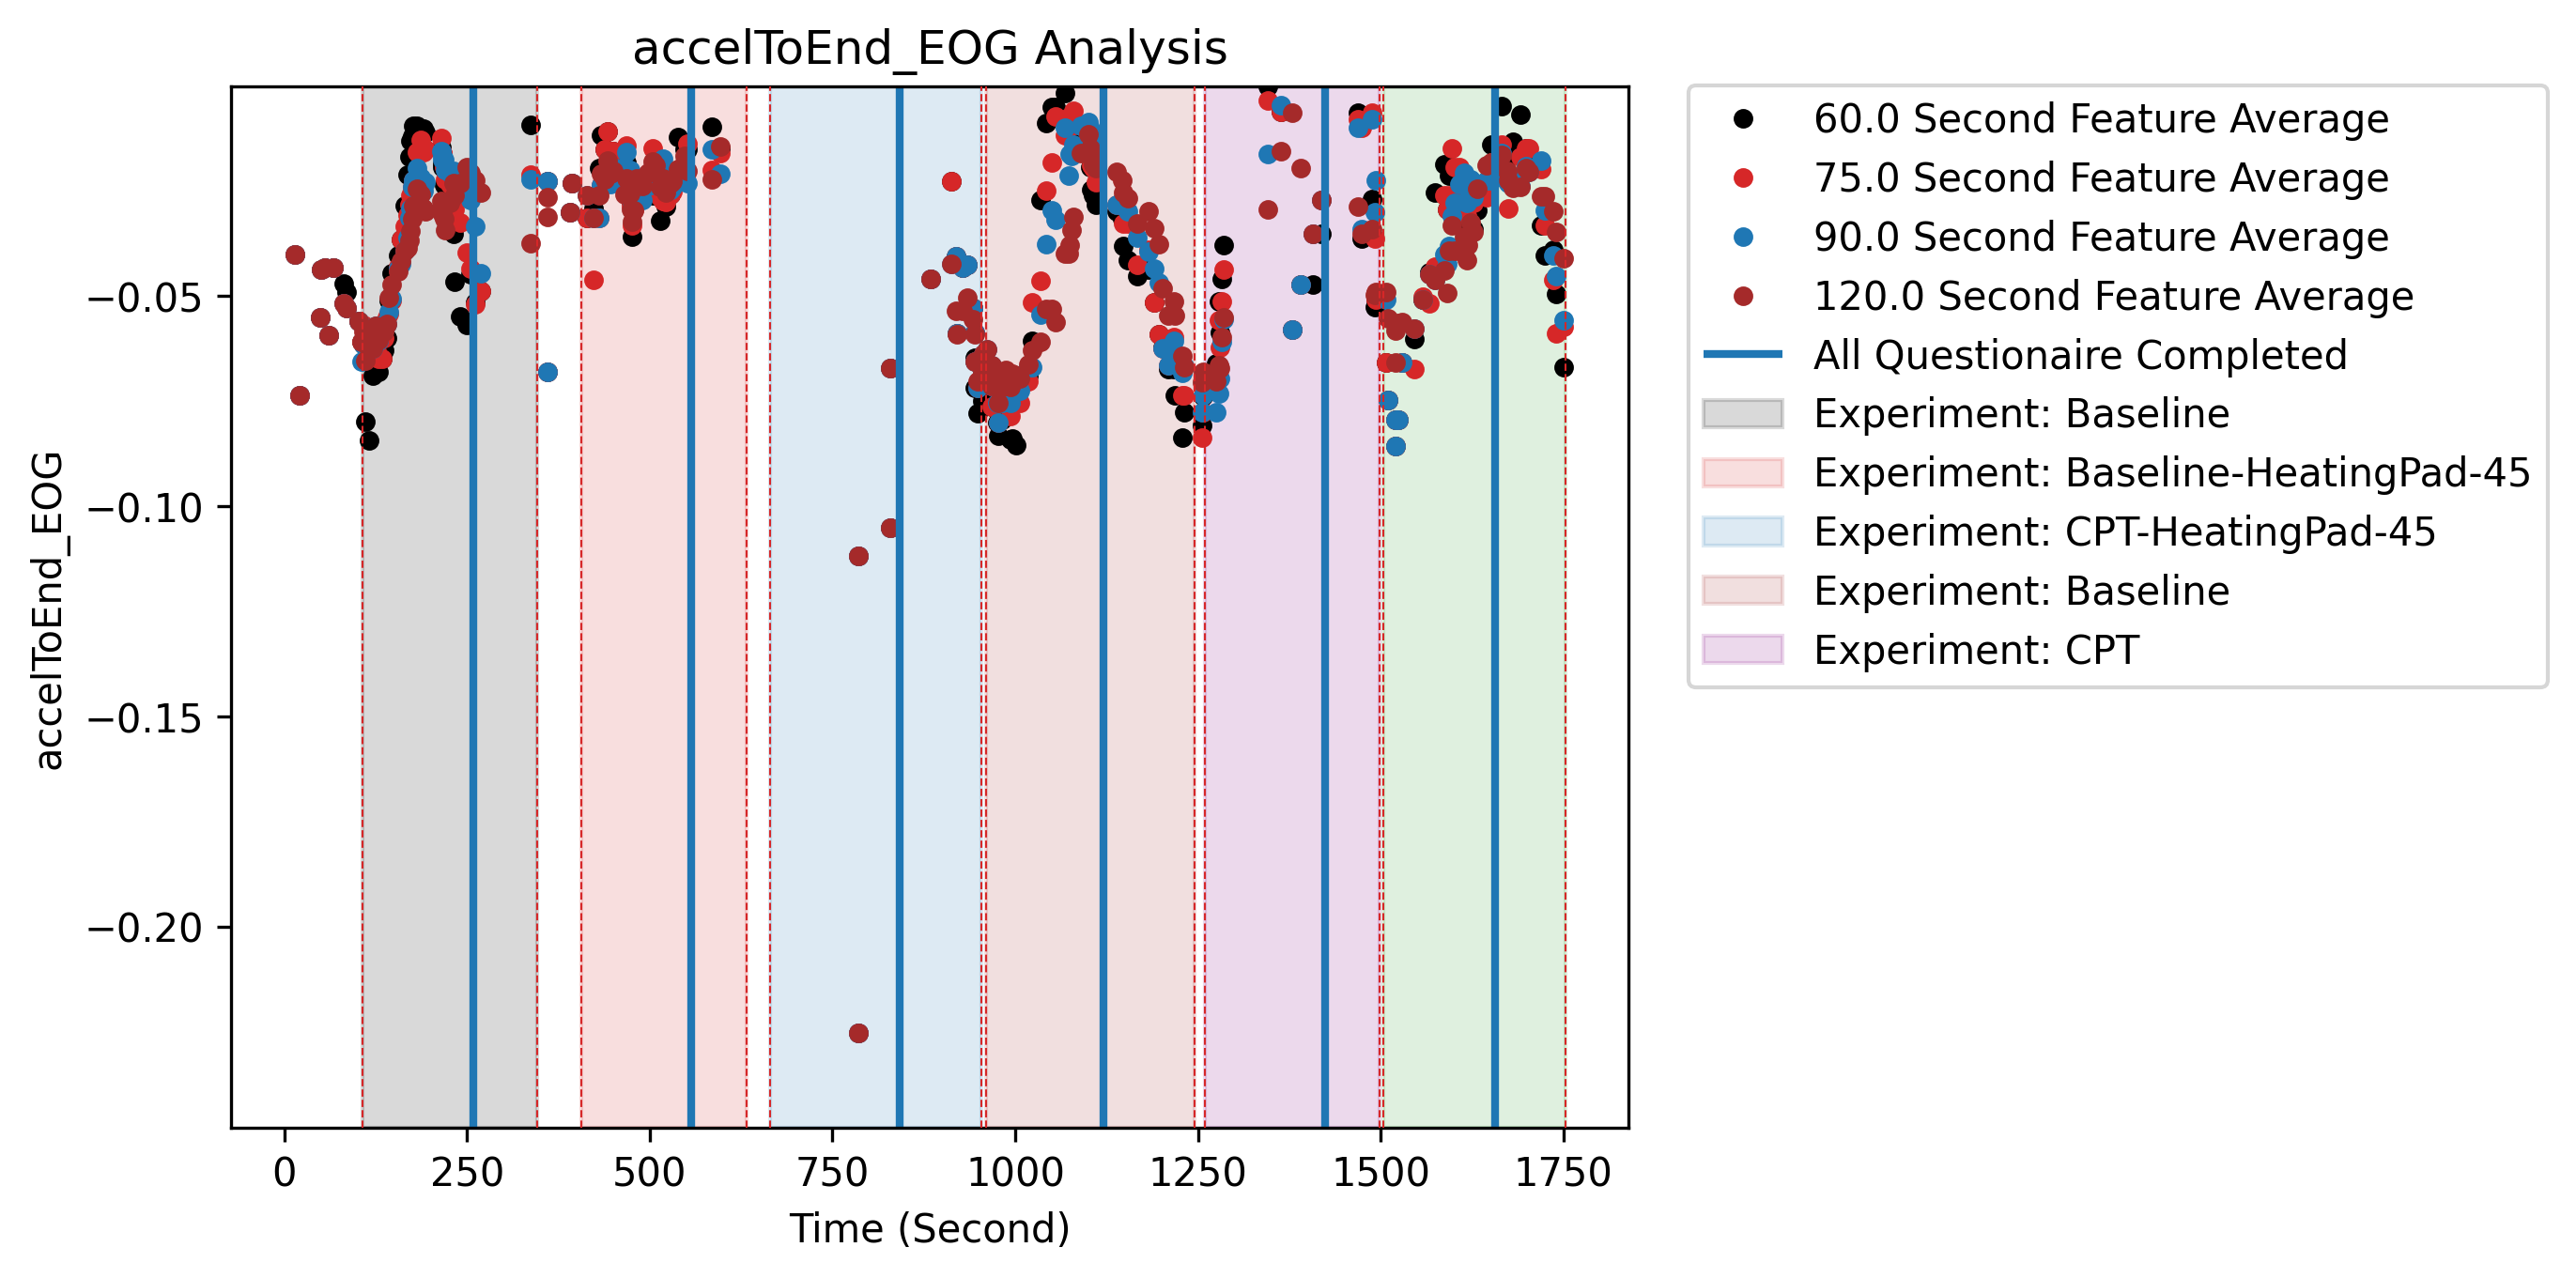 accelToEnd_EOG Analysis
accelToEnd_EOG
−0.05
−0.10
−0.15
−0.20
0 250 500 750 1000 1250 1500 1750
Time (Second)
60.0 Second Feature Average
75.0 Second Feature Average
90.0 Second Feature Average
120.0 Second Feature Average
All Questionaire Completed
Experiment: Baseline
Experiment: Baseline-HeatingPad-45
Experiment: CPT-HeatingPad-45
Experiment: Baseline
Experiment: CPT